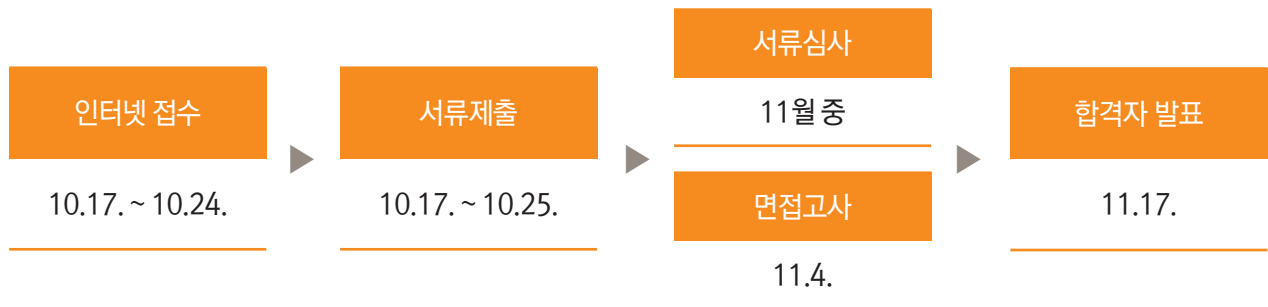 인터넷 접수
10.17. ~ 10.24.
서류제출
10.17. ~ 10.25.
서류심사
11월 중
면접고사
11.4.
합격자 발표
11.17.